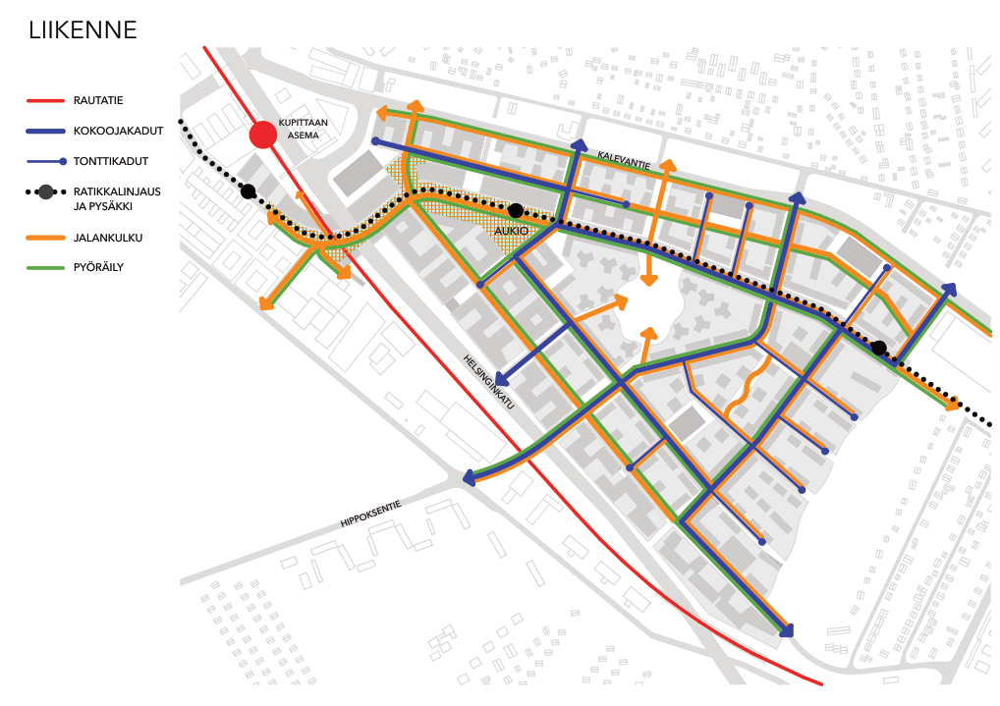 LIIKENNE
RAUTATIE
KOKOOJAKADUT
TONTTIKADUT
RATIKKALINJAUS
JA PYSÄKKI
JALANKULKU
PYÖRÄILY
KUPITTAAN
ASEMA
KALEVANTIE
AUKIO
HELSINGINKATU
HIPPOKSENTIE